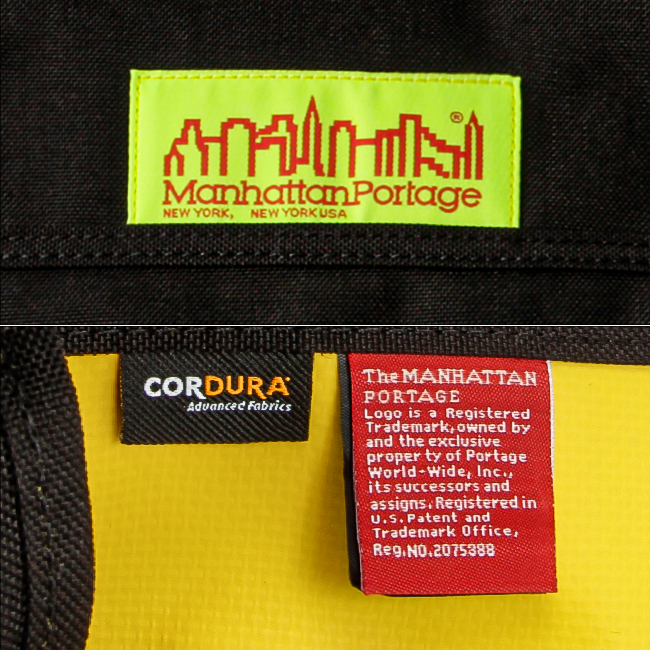 ®
ManhattanPortage
NEW YORK, NEW YORK USA
CORDURA
Advanced Fabrics
The MANHATTAN
PORTAGE
Logo is a Registered
Trademark, owned by
and the exclusive
property of Portage
World-Wide, Inc.,
its successors and
assigns. Registered in
U.S. Patent and
Trademark Office,
Reg.NO.2075388